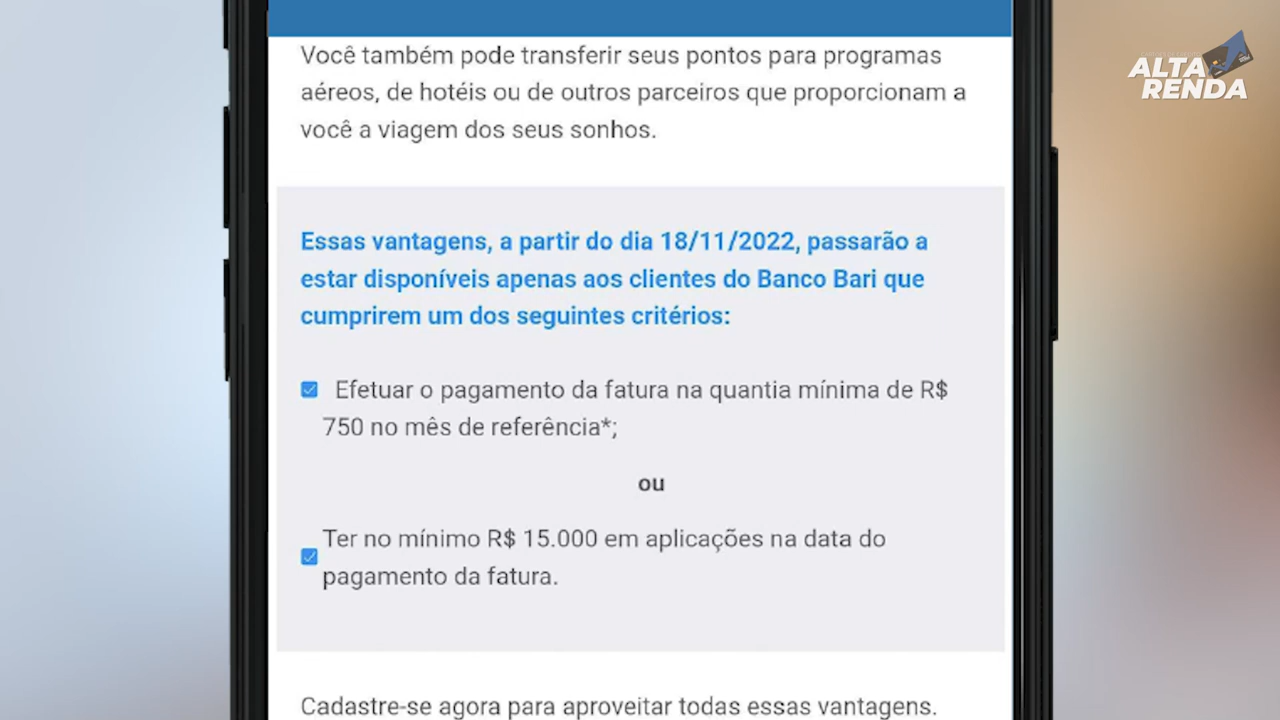 Você também pode transferir seus pontos para programas
aéreos, de hotéis ou de outros parceiros que proporcionam a
você a viagem dos seus sonhos.
Essas vantagens, a partir do dia 18/11/2022, passarão a
estar disponíveis apenas aos clientes do Banco Bari que
cumprirem um dos seguintes critérios:
Efetuar o pagamento da fatura na quantia mínima de R$
750 no mês de referência*;
ou
Ter no mínimo R$ 15.000 em aplicações na data do
pagamento da fatura.
Cadastre-se agora para aproveitar todas essas vantagens.
ALTA
RENDA